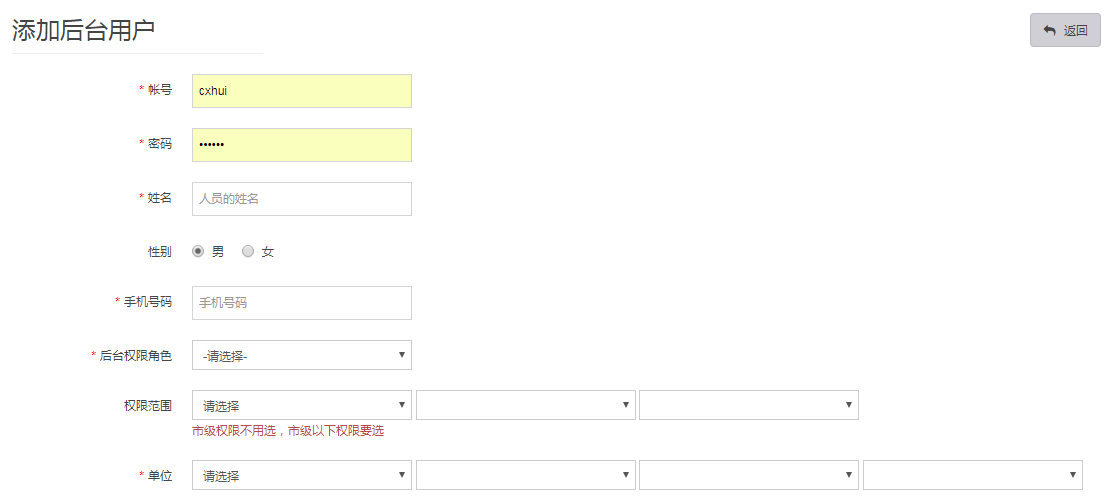 添加后台用户
返回
* 帐号 cxhui
* 密码 ••••••
* 姓名 人员的姓名
性别 男 女
* 手机号码 手机号码
* 后台权限角色 -请选择-
权限范围 请选择
市级权限不用选，市级以下权限要选
* 单位 请选择